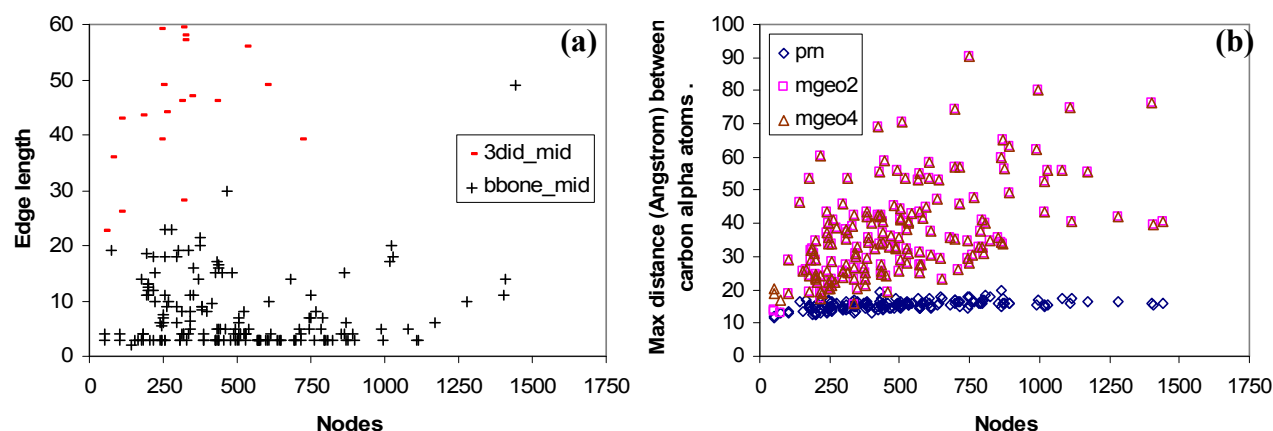 (a)
Edge length
60
50
40
30
20
10
0
3did_mid
bbone_mid
0 250 500 750 1000 1250 1500 1750
Nodes
(b)
Max distance (Angstrom) between
carbon alpha atoms .
100
90
80
70
60
50
40
30
20
10
0
prn
mgeo2
mgeo4
0 250 500 750 1000 1250 1500 1750
Nodes